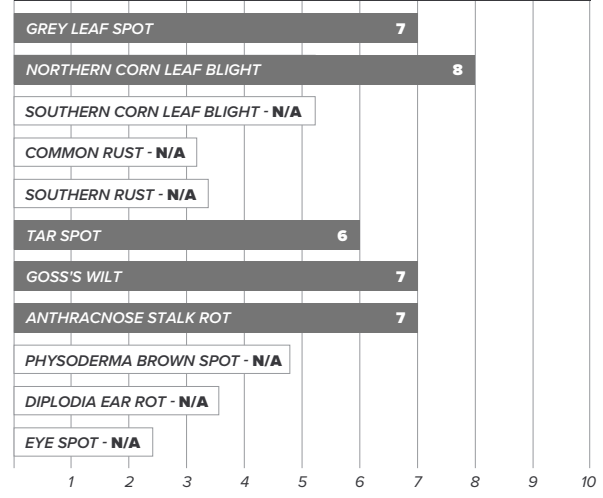 GREY LEAF SPOT 7
NORTHERN CORN LEAF BLIGHT 8
SOUTHERN CORN LEAF BLIGHT - N/A
COMMON RUST - N/A
SOUTHERN RUST - N/A
TAR SPOT 6
GOSS'S WILT 7
ANTHRACNOSE STALK ROT 7
PHYSODERMA BROWN SPOT - N/A
DIPLODIA EAR ROT - N/A
EYE SPOT - N/A
1 2 3 4 5 6 7 8 9 10